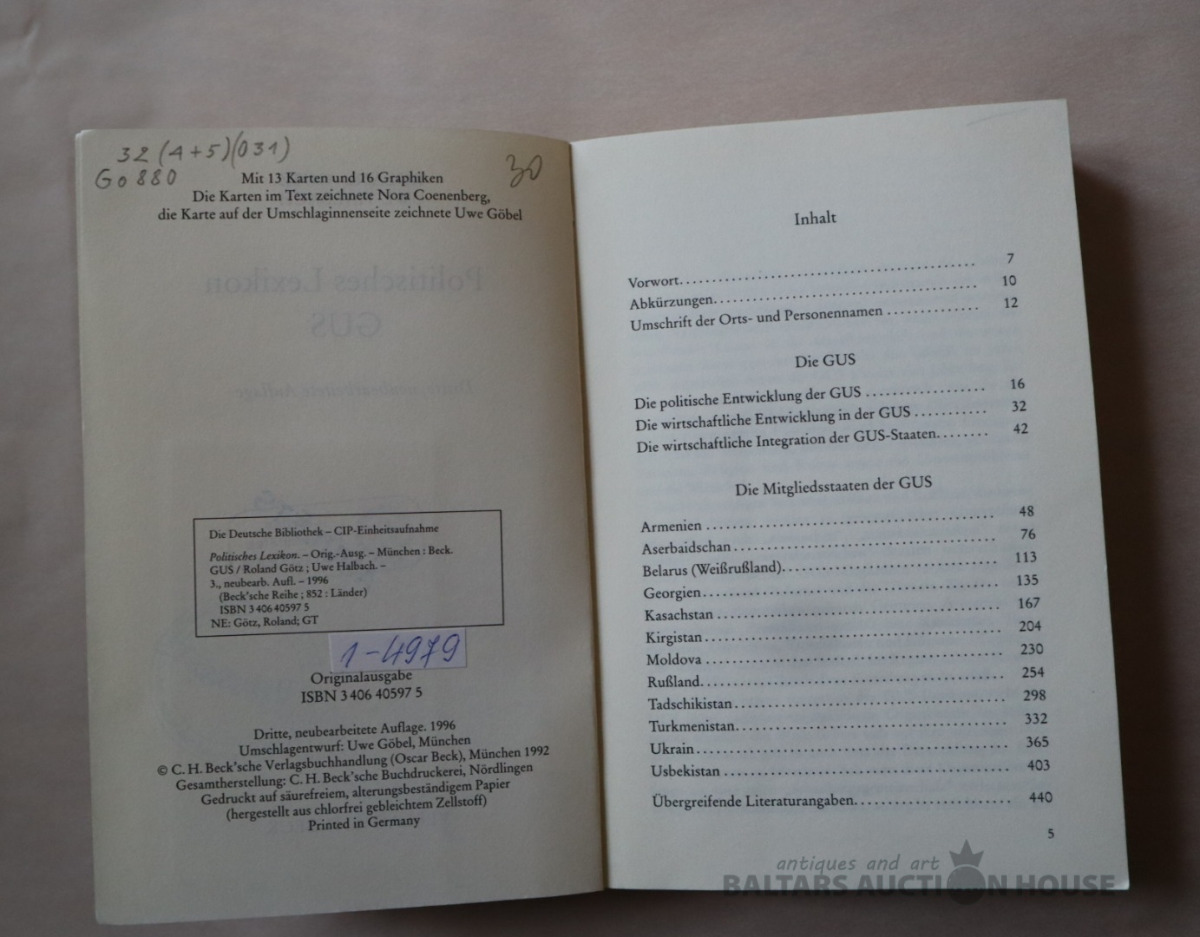 32 (4+5)(031)
Go 880
30
Mit 13 Karten und 16 Graphiken
Die Karten im Text zeichnete Nora Coenenberg,
die Karte auf der Umschlaginnenseite zeichnete Uwe Göbel
Politisches Lexikon
GUS
Dritte, neubearbeitete Auflage
Die Deutsche Bibliothek – CIP-Einheitsaufnahme
Politisches Lexikon. – Orig.-Ausg. – München : Beck.
GUS / Roland Götz ; Uwe Halbach. –
3., neubearb. Aufl. – 1996
(Beck'sche Reihe ; 852 : Länder)
ISBN 3 406 40597 5
NE: Götz, Roland; GT
1-4979
Originalausgabe
ISBN 3 406 40597 5
Dritte, neubearbeitete Auflage. 1996
Umschlagentwurf: Uwe Göbel, München
© C. H. Beck'sche Verlagsbuchhandlung (Oscar Beck), München 1992
Gesamtherstellung: C. H. Beck'sche Buchdruckerei, Nördlingen
Gedruckt auf säurefreiem, alterungsbeständigem Papier
(hergestellt aus chlorfrei gebleichtem Zellstoff)
Printed in Germany
Inhalt
Vorwort. 7
Abkürzungen. 10
Umschrift der Orts- und Personennamen 12
Die GUS
Die politische Entwicklung der GUS 16
Die wirtschaftliche Entwicklung in der GUS 32
Die wirtschaftliche Integration der GUS-Staaten. 42
Die Mitgliedsstaaten der GUS
Armenien 48
Aserbaidschan 76
Belarus (Weißrußland). 113
Georgien 135
Kasachstan 167
Kirgistan 204
Moldova 230
Rußland. 254
Tadschikistan 298
Turkmenistan 332
Ukrain 365
Usbekistan 403
Übergreifende Literaturangaben. 440
5
antiques and art
BALTARS AUCTION HOUSE